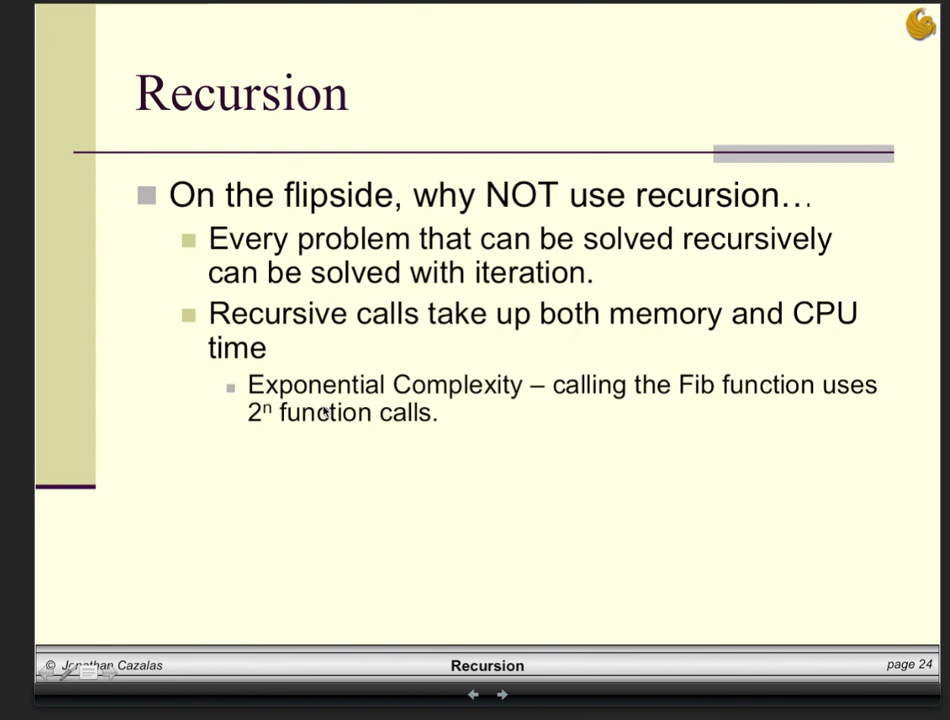 Recursion
On the flipside, why NOT use recursion…
Every problem that can be solved recursively
can be solved with iteration.
Recursive calls take up both memory and CPU
time
Exponential Complexity – calling the Fib function uses
2ⁿ function calls.
© Jonathan Cazalas
Recursion
page 24